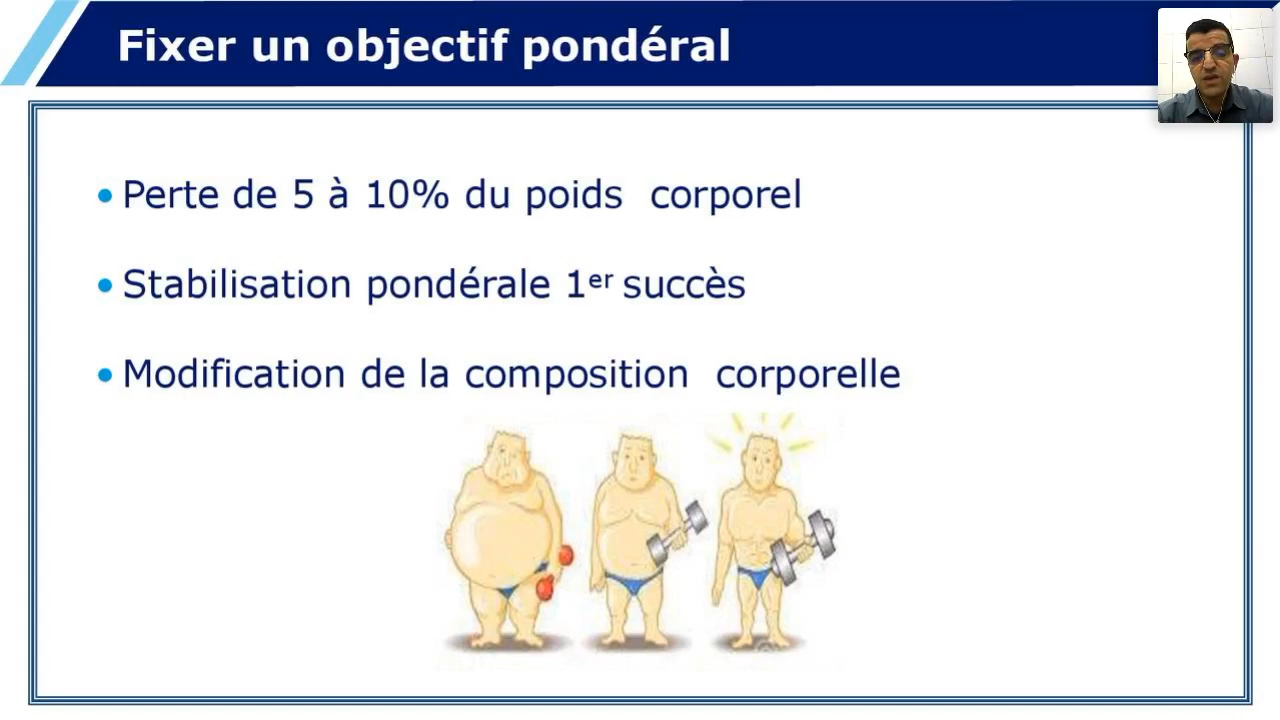 Fixer un objectif pondéral
• Perte de 5 à 10% du poids  corporel
• Stabilisation pondérale 1er succès
• Modification de la composition  corporelle